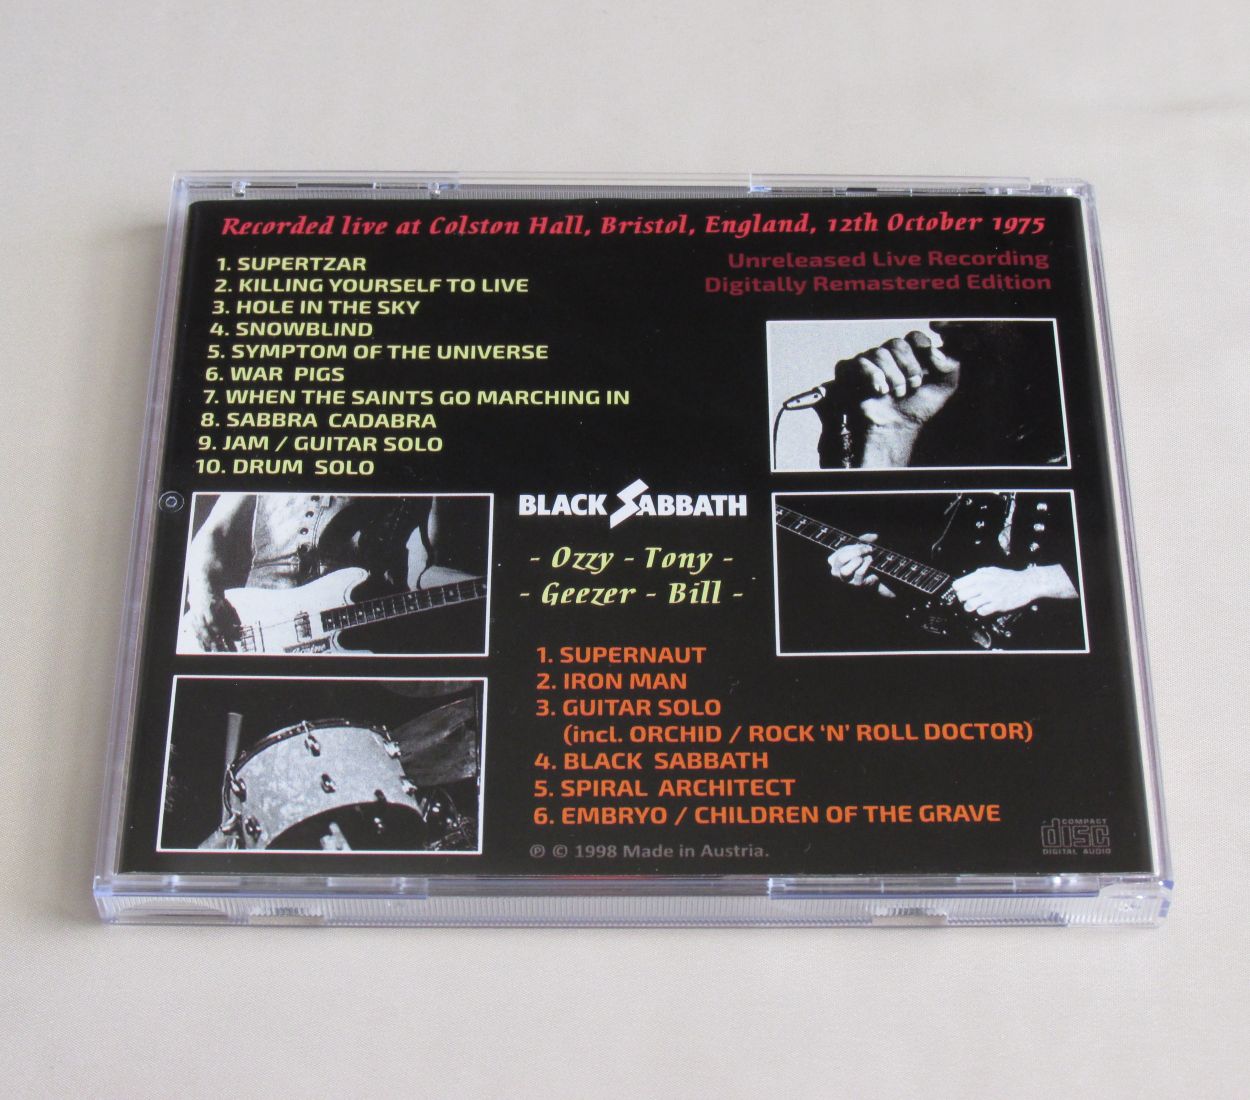 Recorded live at Colston Hall, Bristol, England, 12th October 1975
Unreleased Live Recording
Digitally Remastered Edition
1. SUPERTZAR
2. KILLING YOURSELF TO LIVE
3. HOLE IN THE SKY
4. SNOWBLIND
5. SYMPTOM OF THE UNIVERSE
6. WAR PIGS
7. WHEN THE SAINTS GO MARCHING IN
8. SABBRA CADABRA
9. JAM / GUITAR SOLO
10. DRUM SOLO
BLACK SABBATH
- Ozzy - Tony -
- Geezer - Bill -
1. SUPERNAUT
2. IRON MAN
3. GUITAR SOLO
(incl. ORCHID / ROCK ‘N’ ROLL DOCTOR)
4. BLACK SABBATH
5. SPIRAL ARCHITECT
6. EMBRYO / CHILDREN OF THE GRAVE
℗ © 1998 Made in Austria.
COMPACT
disc
DIGITAL AUDIO